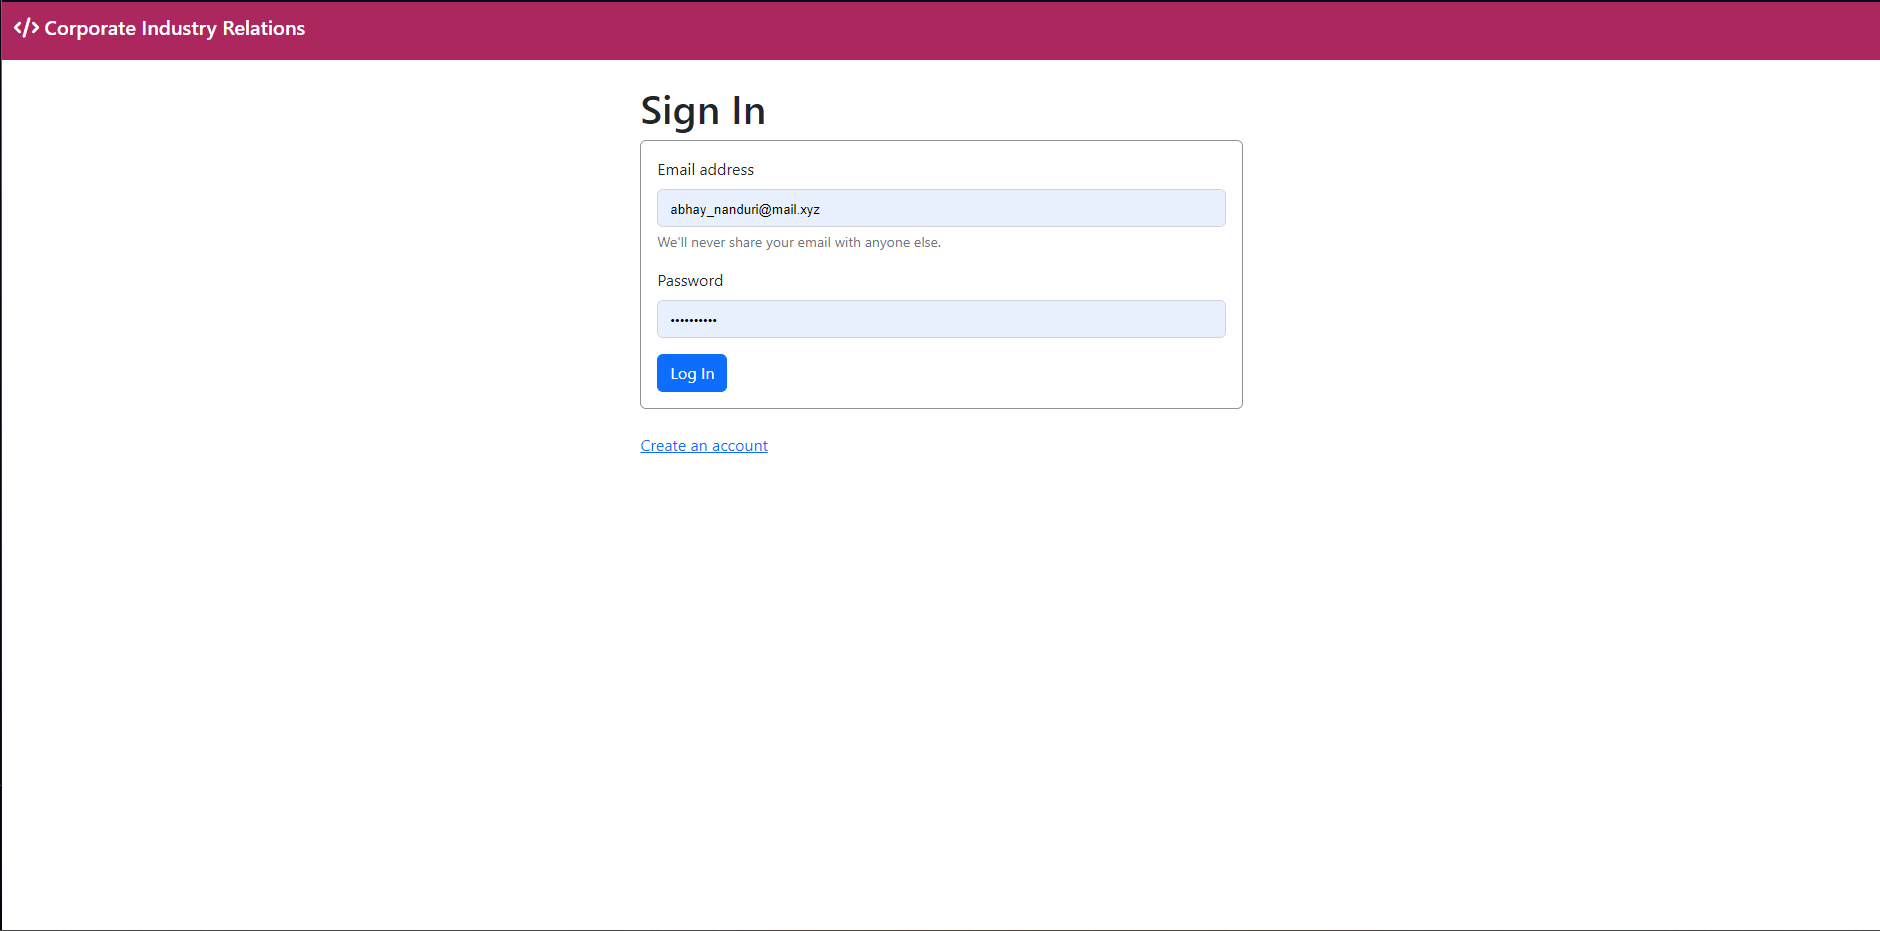 </> Corporate Industry Relations
Sign In
Email address
abhay_nanduri@mail.xyz
We'll never share your email with anyone else.
Password
••••••••••
Log In
Create an account